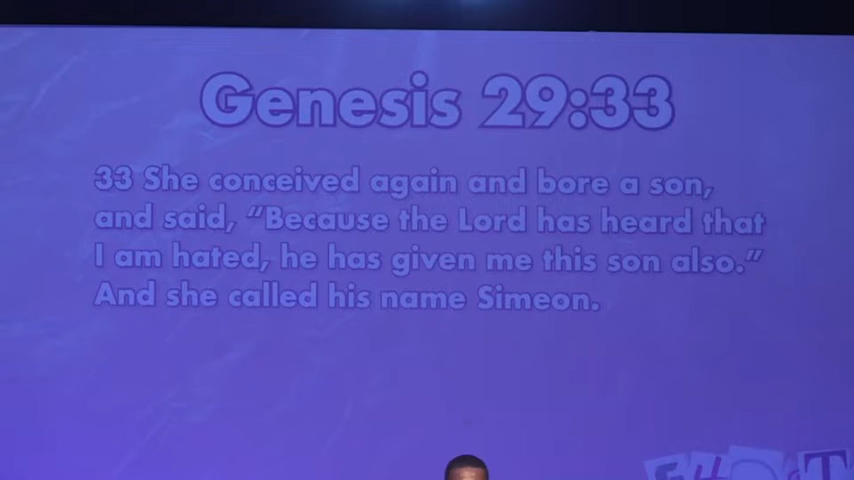 Genesis 29:33
33 She conceived again and bore a son,
and said, “Because the Lord has heard that
I am hated, he has given me this son also.”
And she called his name Simeon.